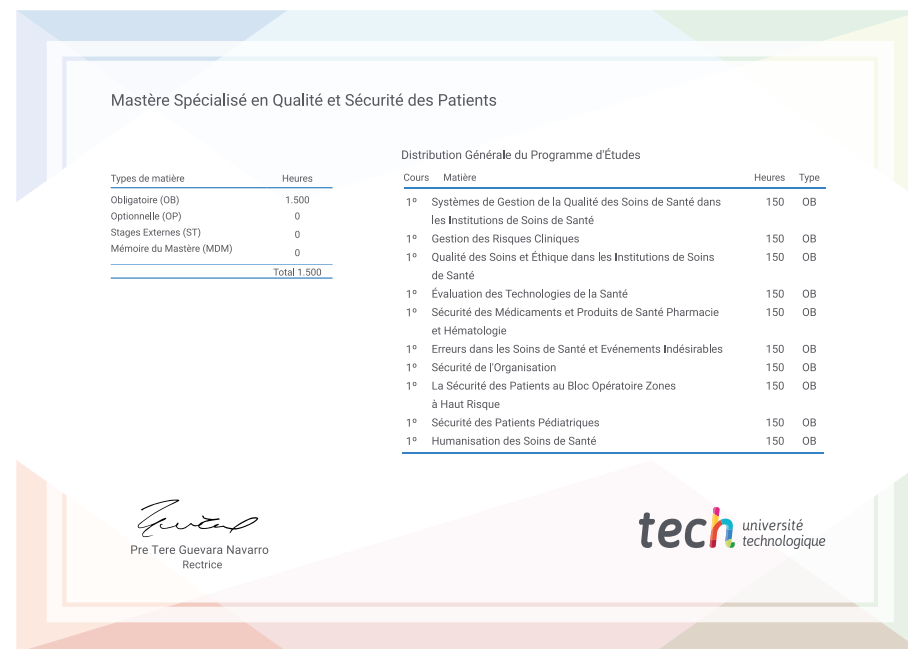 Mastère Spécialisé en Qualité et Sécurité des Patients
Types de matière Heures
Obligatoire (OB) 1.500
Optionnelle (OP) 0
Stages Externes (ST) 0
Mémoire du Mastère (MDM) 0
Total 1.500
Distribution Générale du Programme d'Études
Cours Matière Heures Type
1º Systèmes de Gestion de la Qualité des Soins de Santé dans 150 OB
les Institutions de Soins de Santé
1º Gestion des Risques Cliniques 150 OB
1º Qualité des Soins et Éthique dans les Institutions de Soins 150 OB
de Santé
1º Évaluation des Technologies de la Santé 150 OB
1º Sécurité des Médicaments et Produits de Santé Pharmacie 150 OB
et Hématologie
1º Erreurs dans les Soins de Santé et Evénements Indésirables 150 OB
1º Sécurité de l'Organisation 150 OB
1º La Sécurité des Patients au Bloc Opératoire Zones 150 OB
à Haut Risque
1º Sécurité des Patients Pédiatriques 150 OB
1º Humanisation des Soins de Santé 150 OB
Pre Tere Guevara Navarro
Rectrice
tech université
technologique